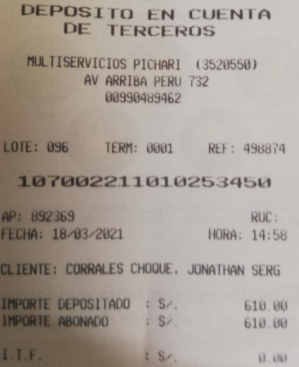 DEPOSITO EN CUENTA
DE TERCEROS
MULTISERVICIOS PICHARI (3520550)
AV ARRIBA PERU 732
00990489462
LOTE: 096 TERM: 0001 REF: 498874
107002211010253450
AP: 892369 RUC:
FECHA: 18/03/2021 HORA: 14:58
CLIENTE: CORRALES CHOQUE, JONATHAN SERG
IMPORTE DEPOSITADO : S/. 610.00
IMPORTE ABONADO : S/. 610.00
I.T.F. : S/. 0.00